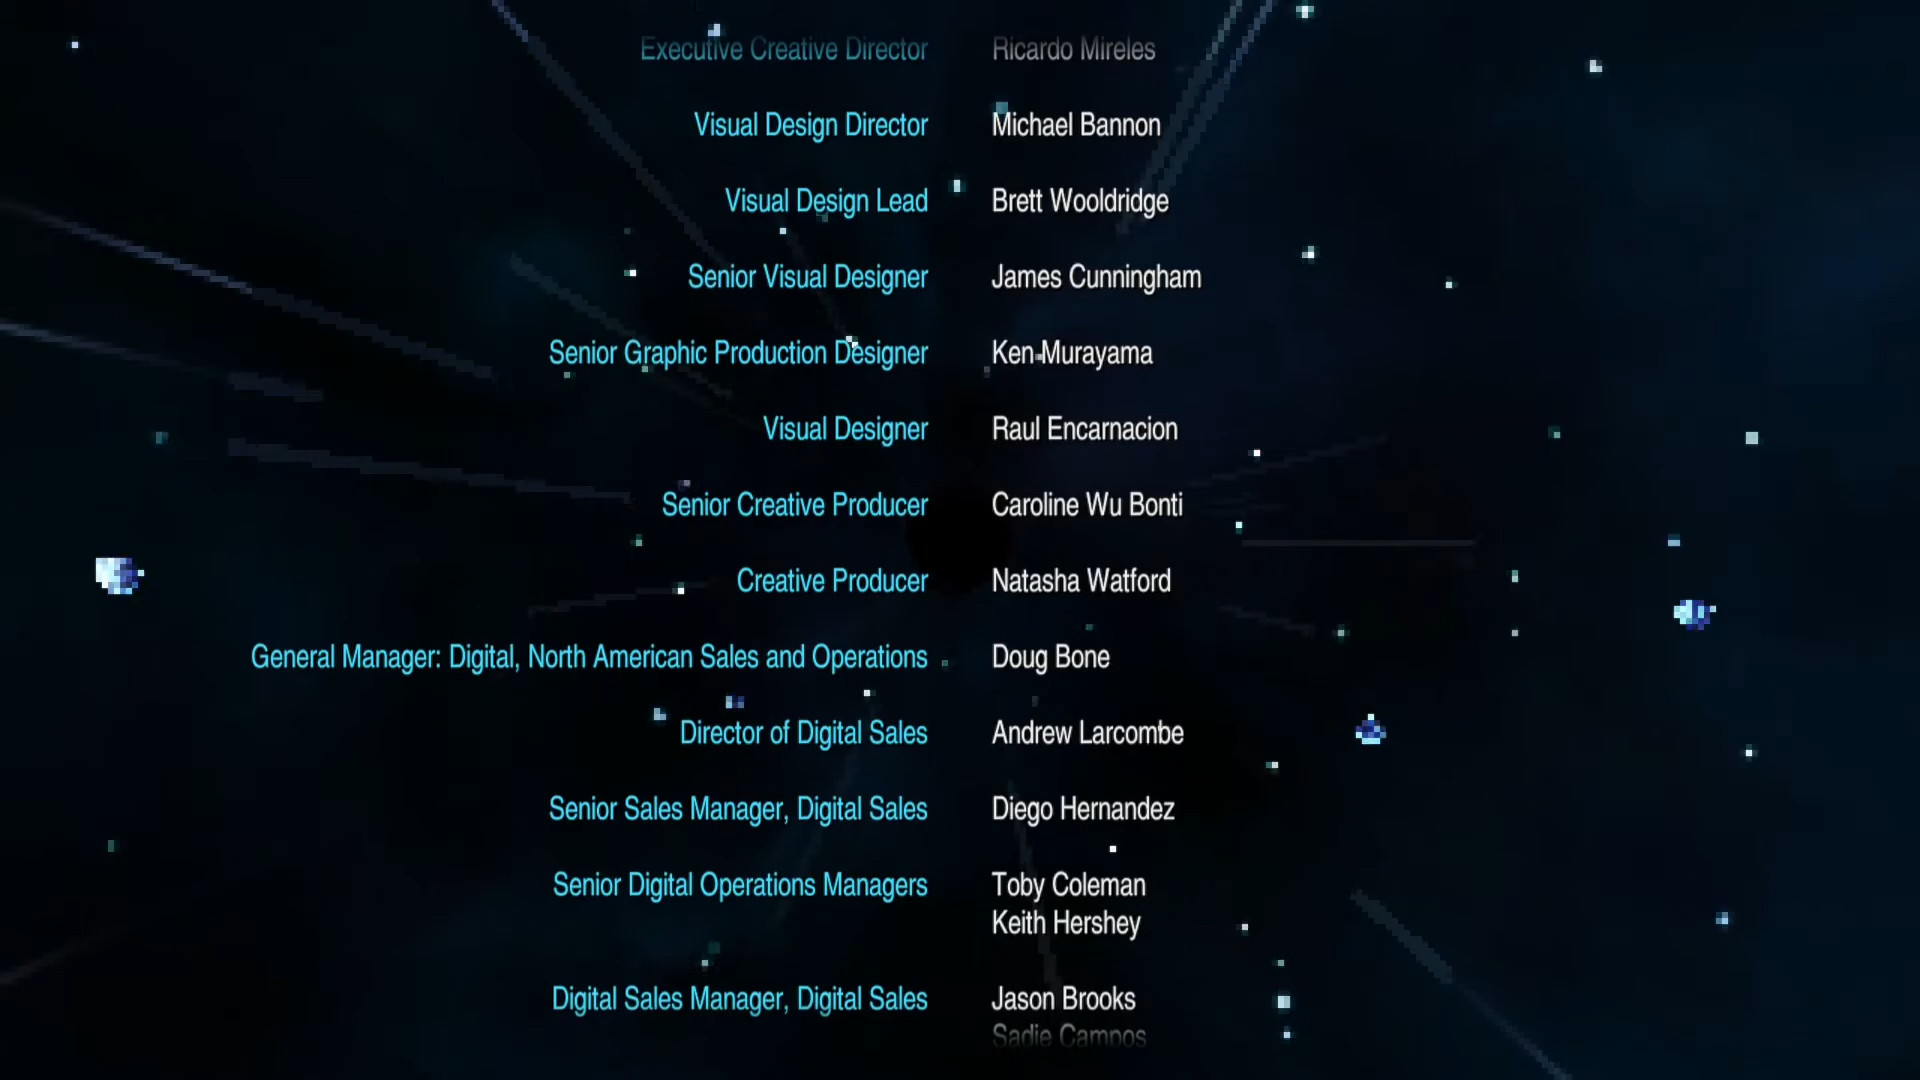 Executive Creative Director Ricardo Mireles
Visual Design Director Michael Bannon
Visual Design Lead Brett Wooldridge
Senior Visual Designer James Cunningham
Senior Graphic Production Designer Ken Murayama
Visual Designer Raul Encarnacion
Senior Creative Producer Caroline Wu Bonti
Creative Producer Natasha Watford
General Manager: Digital, North American Sales and Operations Doug Bone
Director of Digital Sales Andrew Larcombe
Senior Sales Manager, Digital Sales Diego Hernandez
Senior Digital Operations Managers Toby Coleman
Keith Hershey
Digital Sales Manager, Digital Sales Jason Brooks
Sadie Campos